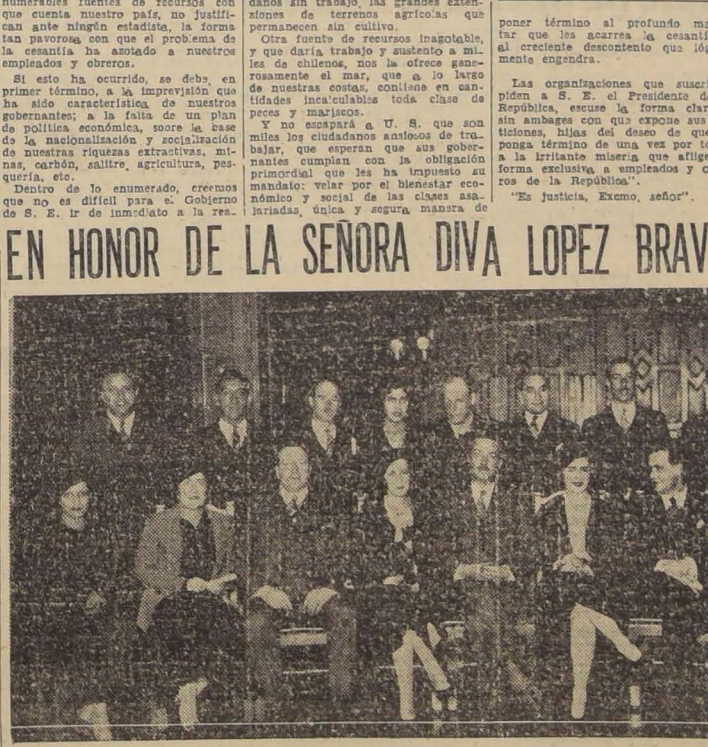 numerables fuentes de recursos con
que cuenta nuestro país, no justifi-
can ante ningún estadista, la forma
tan pavorosa con que el problema de
la cesantía ha azotado a nuestros
empleados y obreros.
Si esto ha ocurrido, se debe, en
primer término, a la imprevisión que
ha sido característica de nuestros
gobernantes; a la falta de un plan
de política económica, sobre la base
de la nacionalización y socialización
de nuestras riquezas extractivas, mi-
nas, carbón, salitre, agricultura, pes-
quería, etc.
Dentro de lo enumerado, creemos
que no es difícil para el Gobierno
de S. E. ir de inmediato a la rea-
danos sin trabajo, las grandes exten-
siones de terrenos agrícolas que
permanecen sin cultivo.
Otra fuente de recursos inagotable,
y que daría trabajo y sustento a mi-
les de chilenos, nos la ofrece gene-
rosamente el mar, que a lo largo
de nuestras costas, contiene en can-
tidades incalculables toda clase de
peces y mariscos.
Y no escapará a U. S. que son
miles los ciudadanos ansiosos de tra-
bajar, que esperan que sus gober-
nantes cumplan con la obligación
primordial que les ha impuesto su
mandato: velar por el bienestar eco-
nómico y social de las clases asa-
lariadas, única y segura manera de
poner término al profundo ma
tar que les acarrea la cesantí
al creciente descontento que lóg
mente engendra.
Las organizaciones que suscri
piden a S. E. el Presidente d
República, escuse la forma clar
sin ambages con que expone sus
ticiones, hijas del deseo de que
ponga término de una vez por to
a la irritante miseria que aflige
forma exclusiva a empleados y o
ros de la República".
"Es justicia, Excmo, señor".
EN HONOR DE LA SEÑORA DIVA LOPEZ BRAV